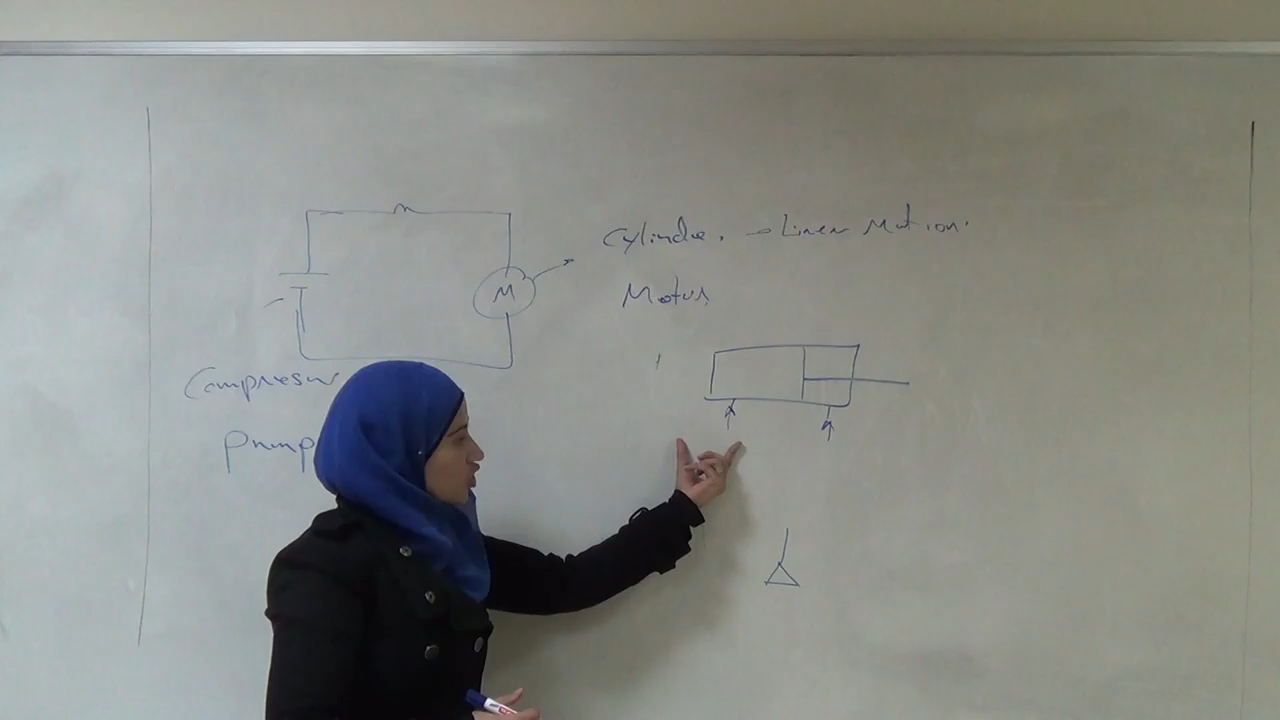 Cylinder. → Linear Motion.
M
Motor
Compressor
Pump